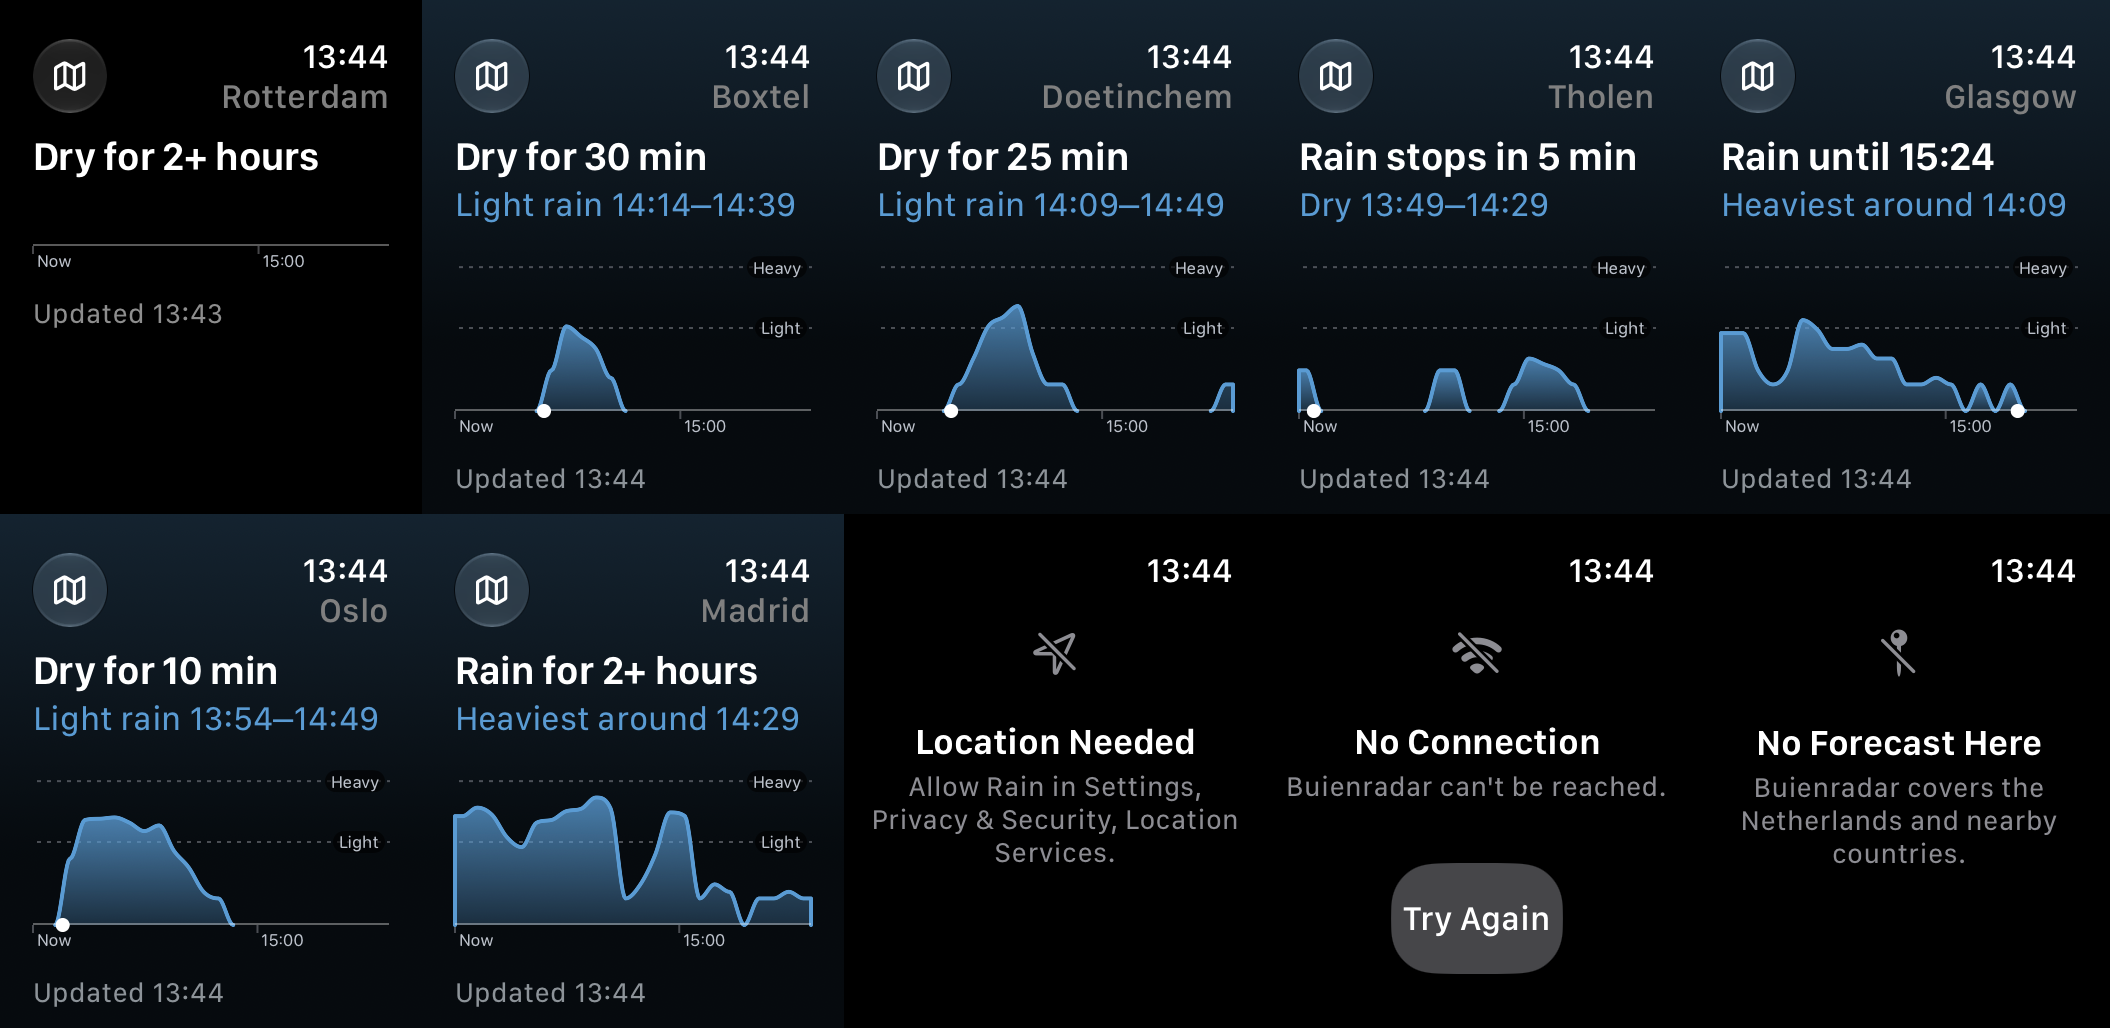 13:44
Rotterdam
Dry for 2+ hours
Now
15:00
Updated 13:43
13:44
Boxtel
Dry for 30 min
Light rain 14:14–14:39
Heavy
Light
Now
15:00
Updated 13:44
13:44
Doetinchem
Dry for 25 min
Light rain 14:09–14:49
Heavy
Light
Now
15:00
Updated 13:44
13:44
Tholen
Rain stops in 5 min
Dry 13:49–14:29
Heavy
Light
Now
15:00
Updated 13:44
13:44
Glasgow
Rain until 15:24
Heaviest around 14:09
Heavy
Light
Now
15:00
Updated 13:44
13:44
Oslo
Dry for 10 min
Light rain 13:54–14:49
Heavy
Light
Now
15:00
Updated 13:44
13:44
Madrid
Rain for 2+ hours
Heaviest around 14:29
Heavy
Light
Now
15:00
Updated 13:44
13:44
Location Needed
Allow Rain in Settings,
Privacy & Security, Location
Services.
13:44
No Connection
Buienradar can't be reached.
Try Again
13:44
No Forecast Here
Buienradar covers the
Netherlands and nearby
countries.